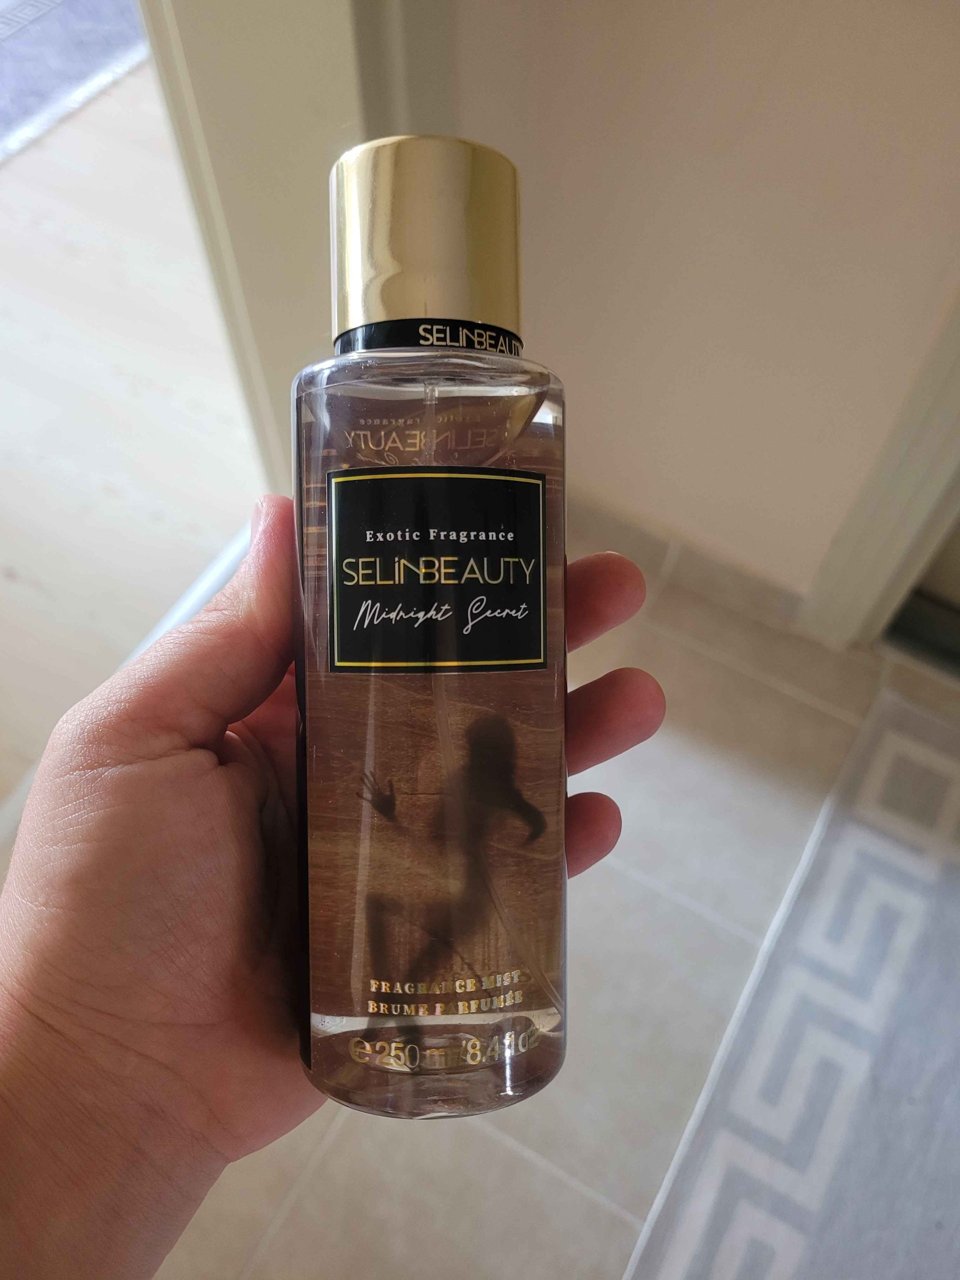 SELINBEAUTY
Exotic Fragrance
SELINBEAUTY
Midnight Secret
FRAGRANCE MIST
BRUME PARFUMÉE
e 250 ml 8.4 fl oz